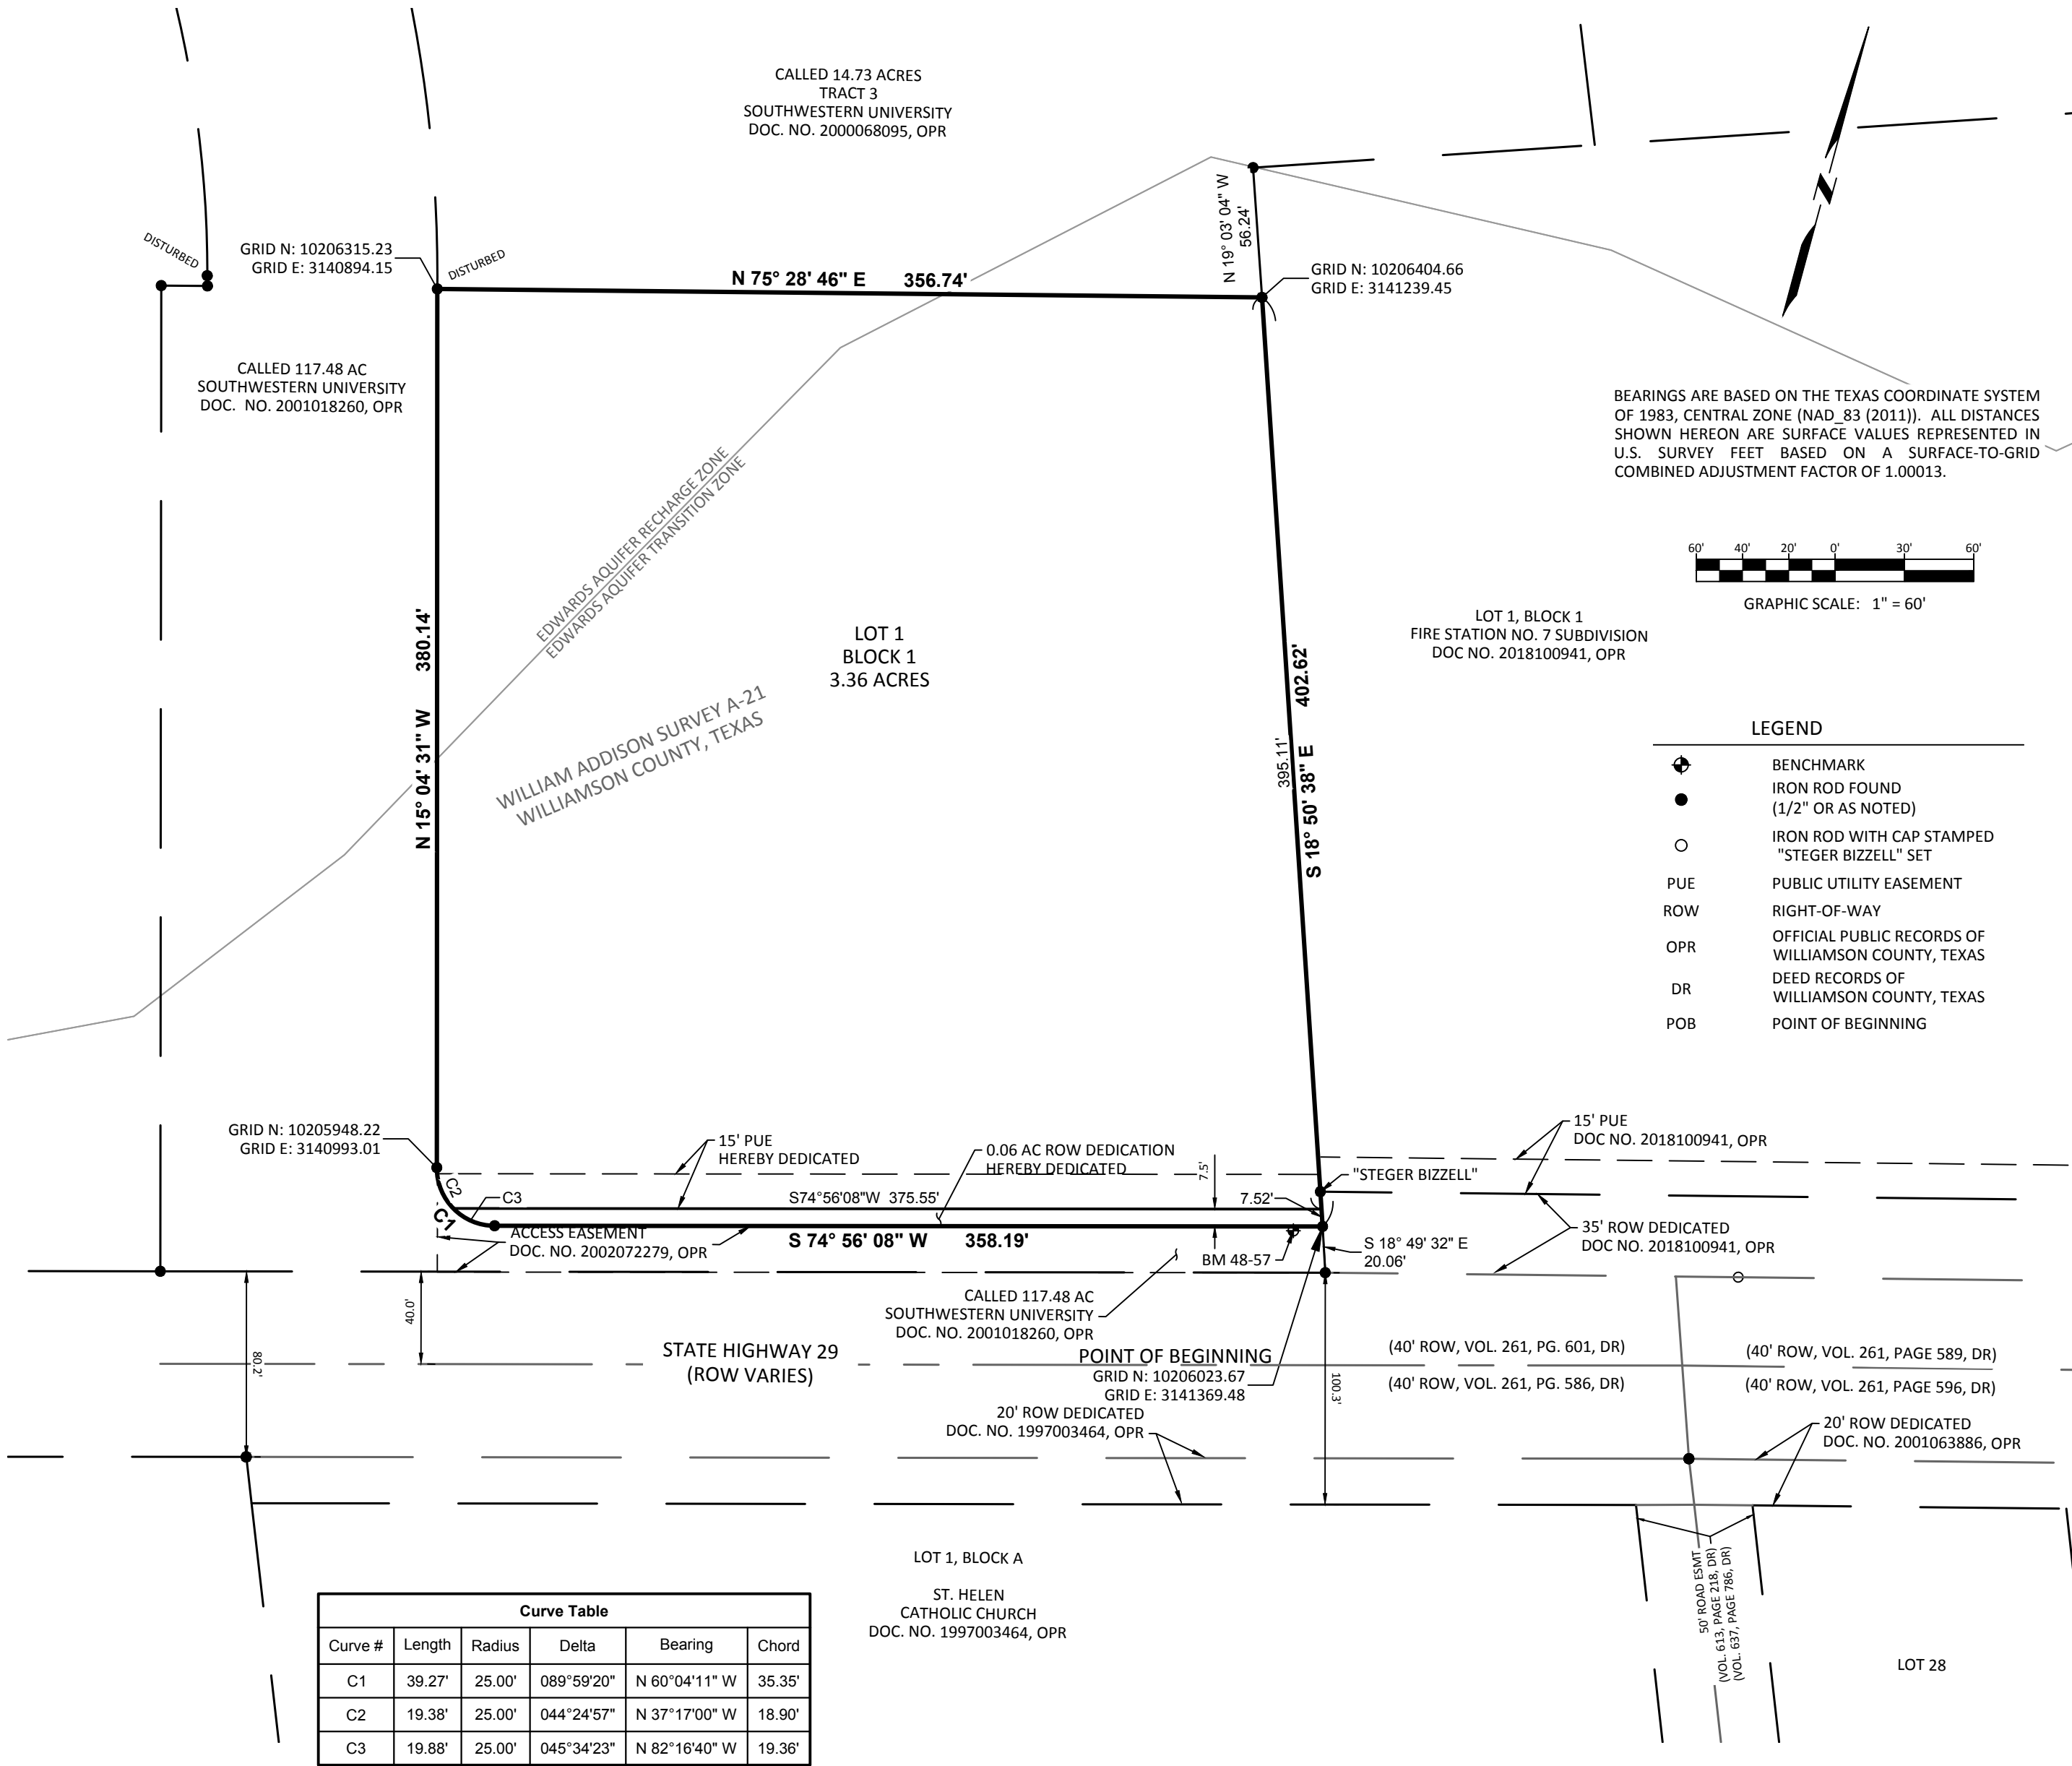 CALLED 14.73 ACRES
TRACT 3
SOUTHWESTERN UNIVERSITY
DOC. NO. 2000068095, OPR
N
N 19° 03' 04" W
56.24'
DISTURBED
GRID N: 10206315.23
GRID E: 3140894.15
DISTURBED
N 75° 28' 46" E 356.74'
GRID N: 10206404.66
GRID E: 3141239.45
CALLED 117.48 AC
SOUTHWESTERN UNIVERSITY
DOC. NO. 2001018260, OPR
BEARINGS ARE BASED ON THE TEXAS COORDINATE SYSTEM
OF 1983, CENTRAL ZONE (NAD_83 (2011)). ALL DISTANCES
SHOWN HEREON ARE SURFACE VALUES REPRESENTED IN
U.S. SURVEY FEET BASED ON A SURFACE-TO-GRID
COMBINED ADJUSTMENT FACTOR OF 1.00013.
60' 40' 20' 0' 30' 60'
GRAPHIC SCALE: 1" = 60'
EDWARDS AQUIFER RECHARGE ZONE
EDWARDS AQUIFER TRANSITION ZONE
N 15° 04' 31" W 380.14'
LOT 1
BLOCK 1
3.36 ACRES
WILLIAM ADDISON SURVEY A-21
WILLIAMSON COUNTY, TEXAS
395.11'
S 18° 50' 38" E 402.62'
LOT 1, BLOCK 1
FIRE STATION NO. 7 SUBDIVISION
DOC NO. 2018100941, OPR
LEGEND
BENCHMARK
IRON ROD FOUND
(1/2" OR AS NOTED)
IRON ROD WITH CAP STAMPED
"STEGER BIZZELL" SET
PUE PUBLIC UTILITY EASEMENT
ROW RIGHT-OF-WAY
OPR OFFICIAL PUBLIC RECORDS OF
WILLIAMSON COUNTY, TEXAS
DR DEED RECORDS OF
WILLIAMSON COUNTY, TEXAS
POB POINT OF BEGINNING
GRID N: 10205948.22
GRID E: 3140993.01
15' PUE
HEREBY DEDICATED
0.06 AC ROW DEDICATION
HEREBY DEDICATED
7.5'
15' PUE
DOC NO. 2018100941, OPR
"STEGER BIZZELL"
C2
C3
C1
S74°56'08"W 375.55'
7.52'
ACCESS EASEMENT
DOC. NO. 2002072279, OPR
S 74° 56' 08" W 358.19'
BM 48-57
S 18° 49' 32" E
20.06'
35' ROW DEDICATED
DOC NO. 2018100941, OPR
CALLED 117.48 AC
SOUTHWESTERN UNIVERSITY
DOC. NO. 2001018260, OPR
40.0'
80.2'
STATE HIGHWAY 29
(ROW VARIES)
POINT OF BEGINNING
GRID N: 10206023.67
GRID E: 3141369.48
100.3'
(40' ROW, VOL. 261, PG. 601, DR)
(40' ROW, VOL. 261, PAGE 589, DR)
(40' ROW, VOL. 261, PG. 586, DR)
(40' ROW, VOL. 261, PAGE 596, DR)
20' ROW DEDICATED
DOC. NO. 1997003464, OPR
20' ROW DEDICATED
DOC. NO. 2001063886, OPR
LOT 1, BLOCK A
ST. HELEN
CATHOLIC CHURCH
DOC. NO. 1997003464, OPR
50' ROAD ESMT
(VOL. 613, PAGE 218, DR)
(VOL. 637, PAGE 786, DR)
LOT 28
Curve Table
Curve # Length Radius Delta Bearing Chord
C1 39.27' 25.00' 089°59'20" N 60°04'11" W 35.35'
C2 19.38' 25.00' 044°24'57" N 37°17'00" W 18.90'
C3 19.88' 25.00' 045°34'23" N 82°16'40" W 19.36'